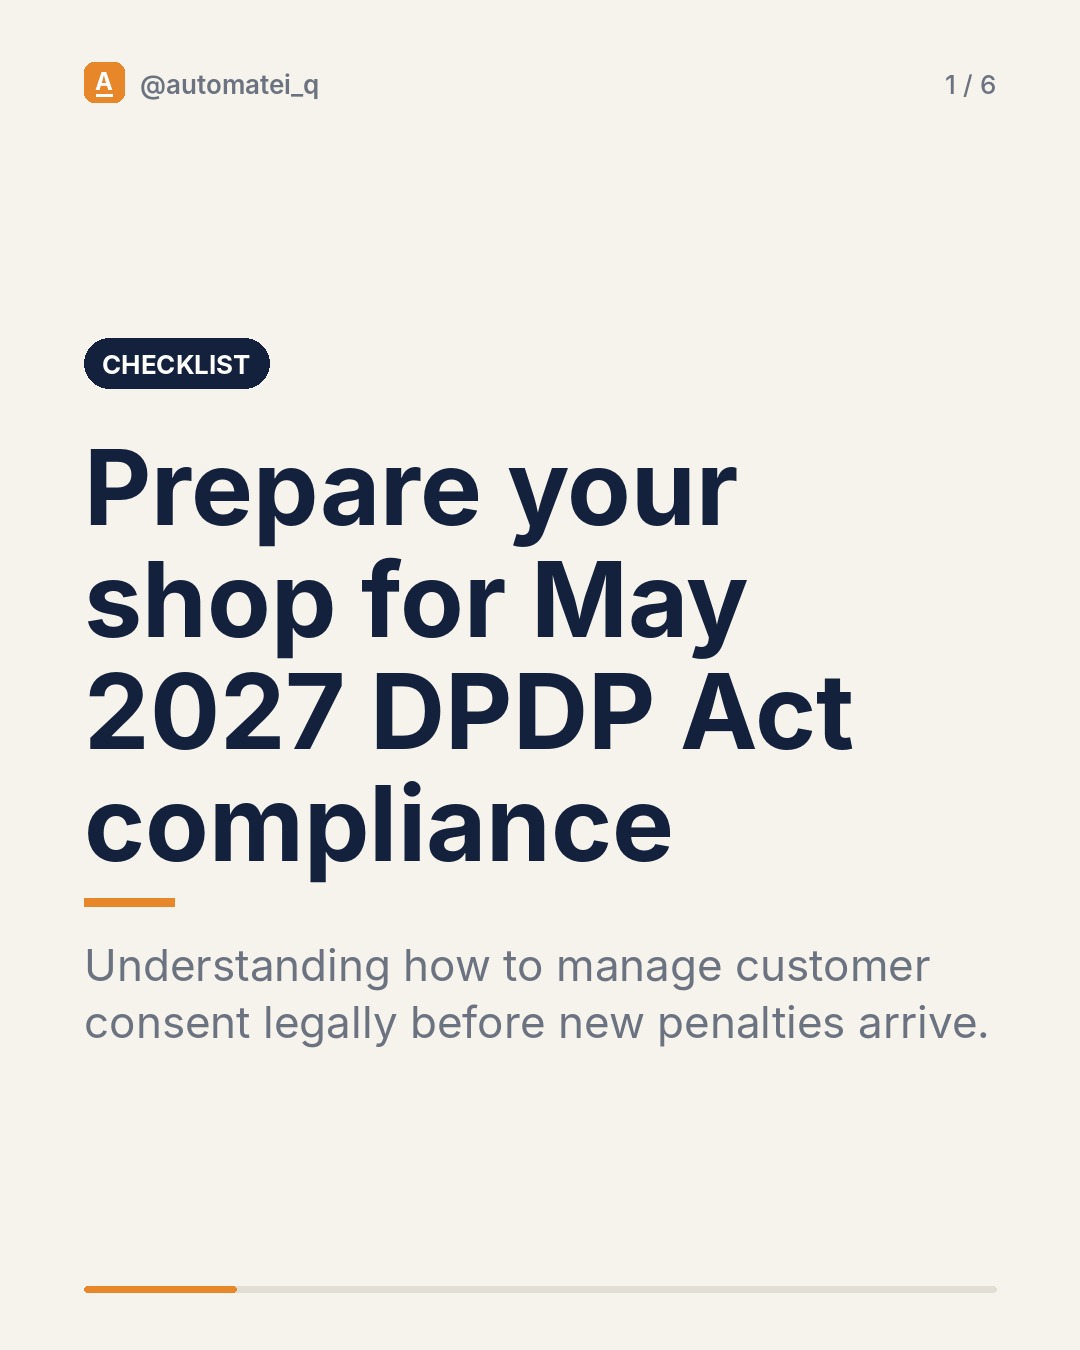 A
@automatei_q
1 / 6
CHECKLIST
Prepare your
shop for May
2027 DPDP Act
compliance
Understanding how to manage customer
consent legally before new penalties arrive.